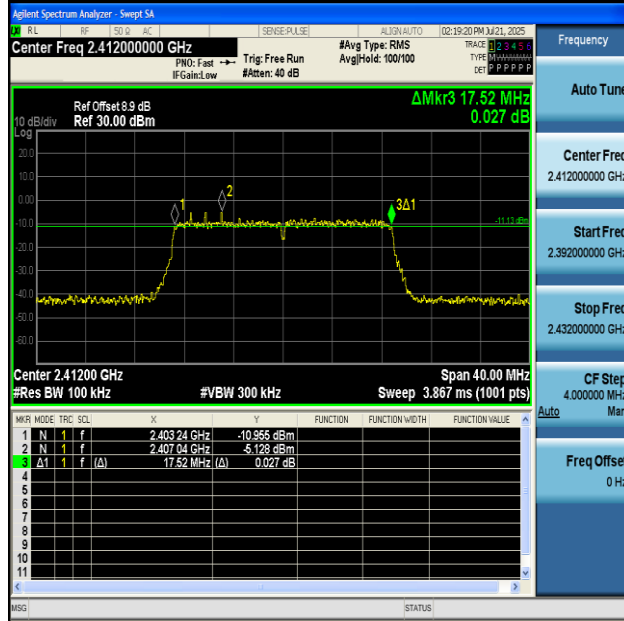 Agilent Spectrum Analyzer - Swept SA
RL RF 50 Ω AC SENSE:PULSE ALIGN AUTO 02:19:20 PM Jul 21, 2025
Center Freq 2.412000000 GHz #Avg Type: RMS TRACE 1 2 3 4 5 6
PNO: Fast Trig: Free Run Avg|Hold: 100/100 TYPE M
IFGain:Low #Atten: 40 dB DET P P P P P P
Ref Offset 8.9 dB ΔMkr3 17.52 MHz
10 dB/div Ref 30.00 dBm 0.027 dB
Log
20.0
10.0
0.00
1 2 3Δ1
-10.0 -11.13 dBm
-20.0
-30.0
-40.0
-50.0
-60.0
Center 2.41200 GHz Span 40.00 MHz
#Res BW 100 kHz #VBW 300 kHz Sweep 3.867 ms (1001 pts)
MKR MODE TRC SCL X Y FUNCTION FUNCTION WIDTH FUNCTION VALUE
1 N 1 f 2.403 24 GHz -10.955 dBm
2 N 1 f 2.407 04 GHz -5.128 dBm
3 Δ1 1 f (Δ) 17.52 MHz (Δ) 0.027 dB
4
5
6
7
8
9
10
11
MSG STATUS
Frequency
Auto Tune
Center Freq
2.412000000 GHz
Start Freq
2.392000000 GHz
Stop Freq
2.432000000 GHz
CF Step
4.000000 MHz
Auto Man
Freq Offset
0 Hz